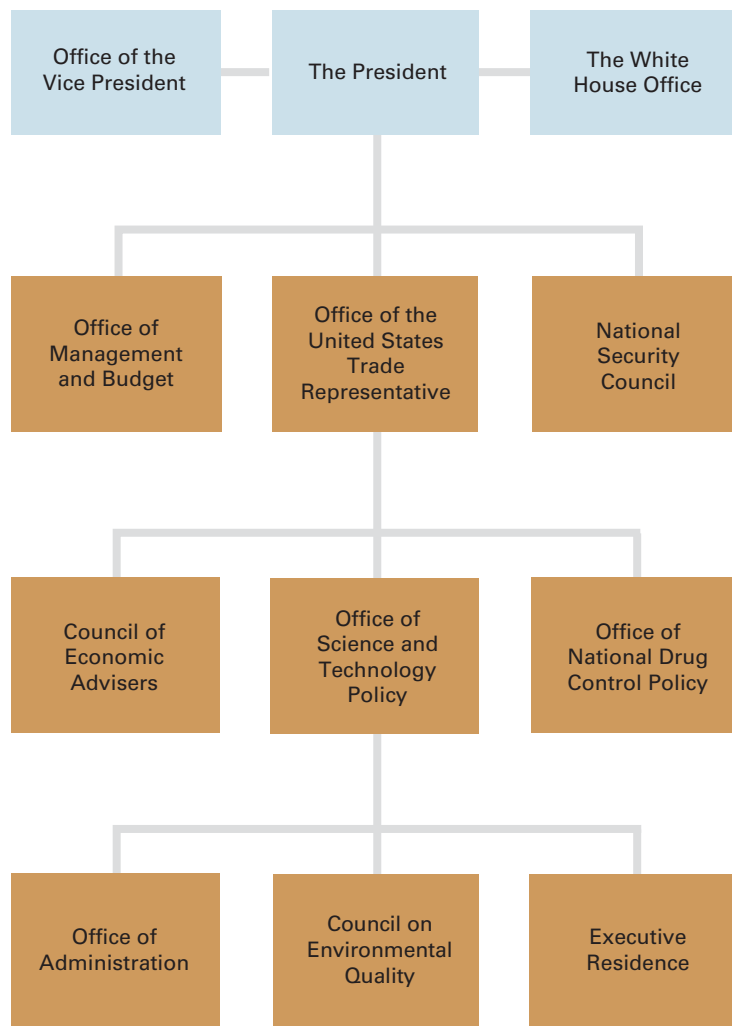 Office of the
Vice President
The President
The White
House Office
Office of
Management
and Budget
Office of the
United States
Trade
Representative
National
Security
Council
Council of
Economic
Advisers
Office of
Science and
Technology
Policy
Office of
National Drug
Control Policy
Office of
Administration
Council on
Environmental
Quality
Executive
Residence